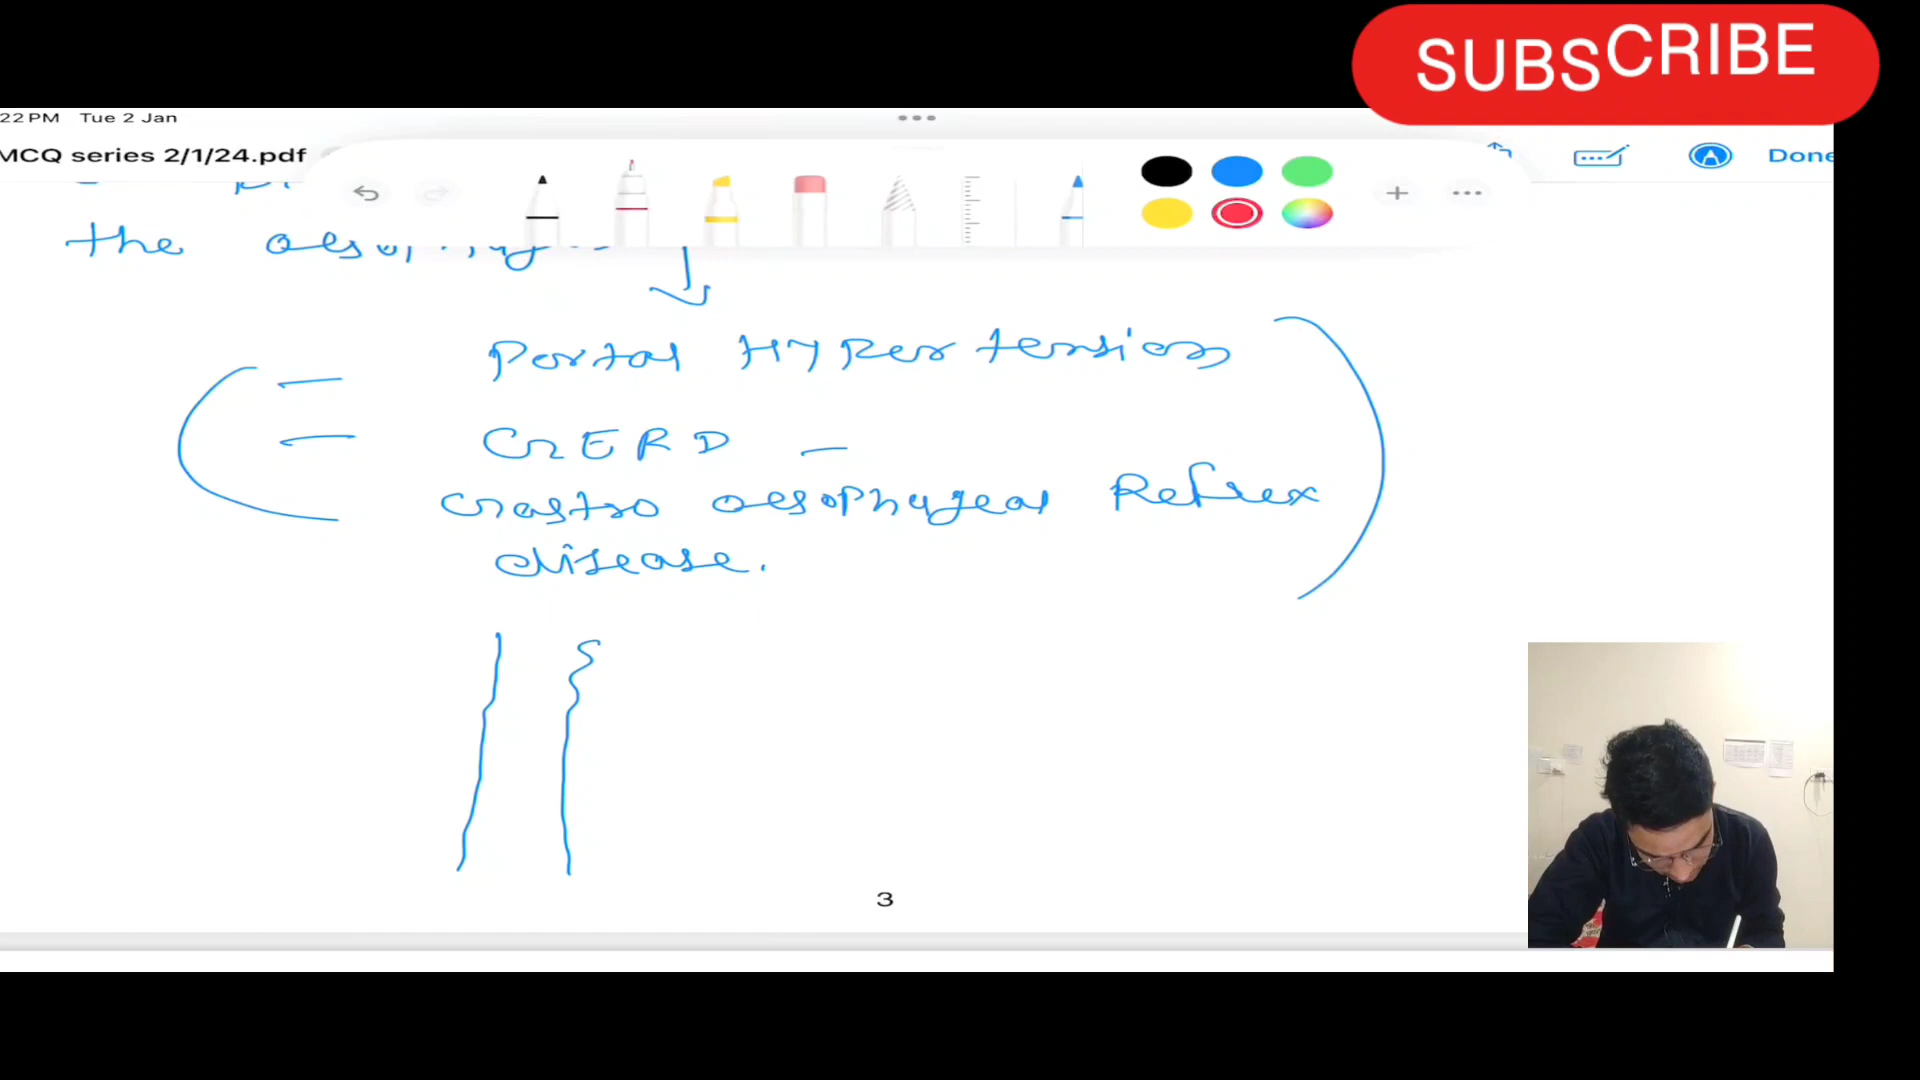 SUBSCRIBE
22 PM Tue 2 Jan
MCQ series 2/1/24.pdf
Done
the
Portal Hypertension
GERD -
Gastro oesophageal Reflux
disease.
3